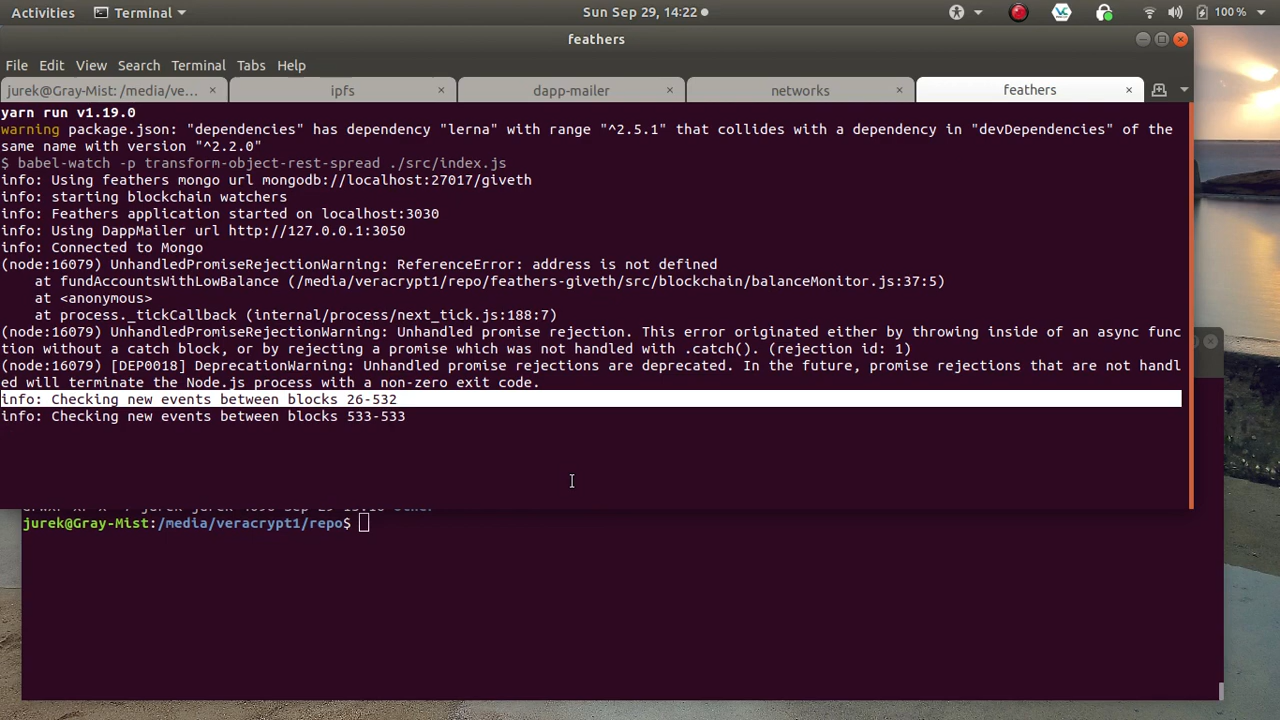 Activities Terminal Sun Sep 29, 14:22 100 %
feathers
File Edit View Search Terminal Tabs Help
jurek@Gray-Mist: /media/ve… × ipfs × dapp-mailer × networks × feathers ×
yarn run v1.19.0
warning package.json: "dependencies" has dependency "lerna" with range "^2.5.1" that collides with a dependency in "devDependencies" of the
same name with version "^2.2.0"
$ babel-watch -p transform-object-rest-spread ./src/index.js
info: Using feathers mongo url mongodb://localhost:27017/giveth
info: starting blockchain watchers
info: Feathers application started on localhost:3030
info: Using DappMailer url http://127.0.0.1:3050
info: Connected to Mongo
(node:16079) UnhandledPromiseRejectionWarning: ReferenceError: address is not defined
at fundAccountsWithLowBalance (/media/veracrypt1/repo/feathers-giveth/src/blockchain/balanceMonitor.js:37:5)
at <anonymous>
at process._tickCallback (internal/process/next_tick.js:188:7)
(node:16079) UnhandledPromiseRejectionWarning: Unhandled promise rejection. This error originated either by throwing inside of an async func
tion without a catch block, or by rejecting a promise which was not handled with .catch(). (rejection id: 1)
(node:16079) [DEP0018] DeprecationWarning: Unhandled promise rejections are deprecated. In the future, promise rejections that are not handl
ed will terminate the Node.js process with a non-zero exit code.
info: Checking new events between blocks 26-532
info: Checking new events between blocks 533-533
jurek@Gray-Mist:/media/veracrypt1/repo$